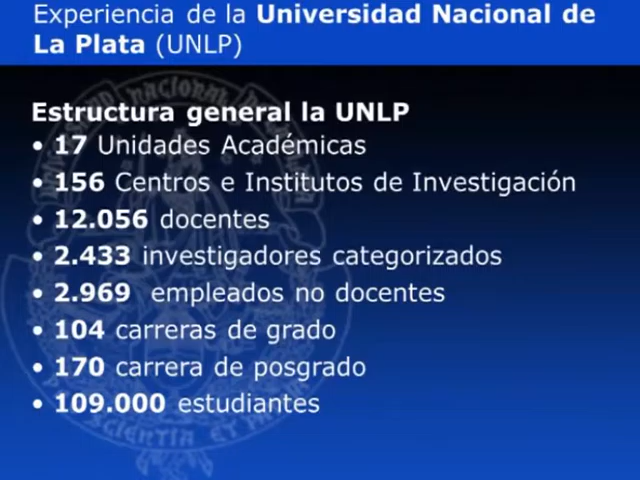 Experiencia de la Universidad Nacional de
La Plata (UNLP)
Estructura general la UNLP
• 17 Unidades Académicas
• 156 Centros e Institutos de Investigación
• 12.056 docentes
• 2.433 investigadores categorizados
• 2.969 empleados no docentes
• 104 carreras de grado
• 170 carrera de posgrado
• 109.000 estudiantes